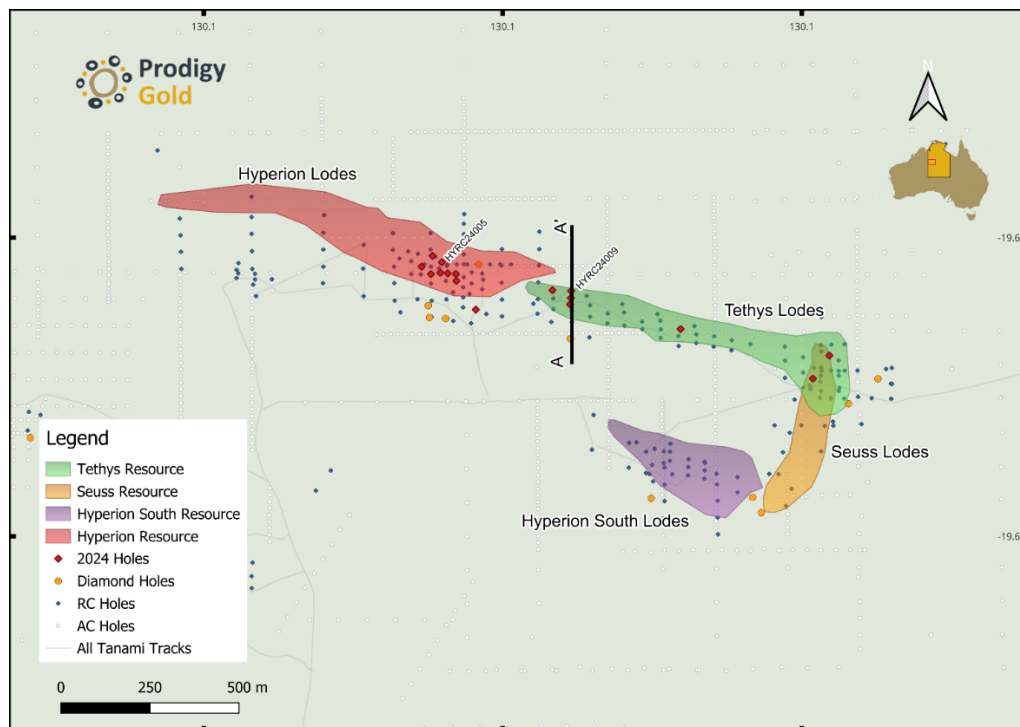 130.1
130.1
130.1
Prodigy
Gold
N
Hyperion Lodes
HYRC24005
A'
HYRC24009
-19.6
Tethys Lodes
A
Legend
Tethys Resource
Seuss Resource
Hyperion South Resource
Hyperion Resource
2024 Holes
Diamond Holes
RC Holes
AC Holes
All Tanami Tracks
Seuss Lodes
Hyperion South Lodes
-19.6
0
250
500 m